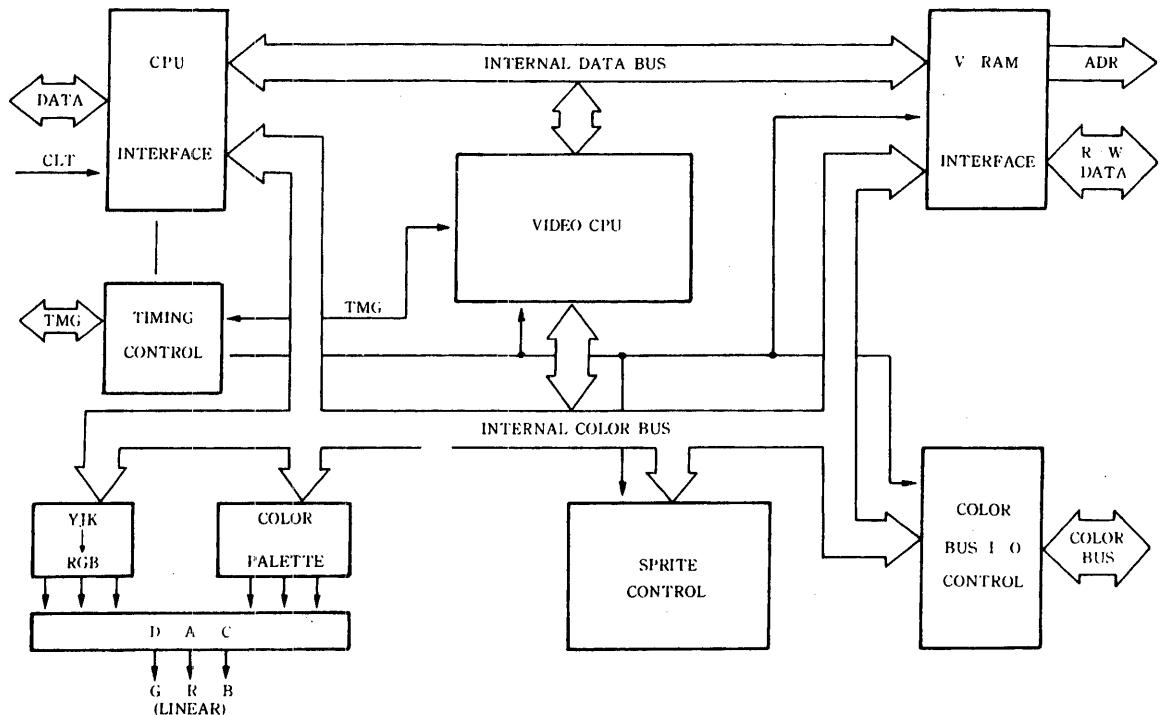 CPU
INTERFACE
DATA
CLT
INTERNAL DATA BUS
V RAM
INTERFACE
ADR
R W
DATA
VIDEO CPU
TMG
TIMING
CONTROL
TMG
INTERNAL COLOR BUS
YJK
RGB
COLOR
PALETTE
SPRITE
CONTROL
COLOR
BUS I O
CONTROL
COLOR
BUS
D A C
G R B
(LINEAR)